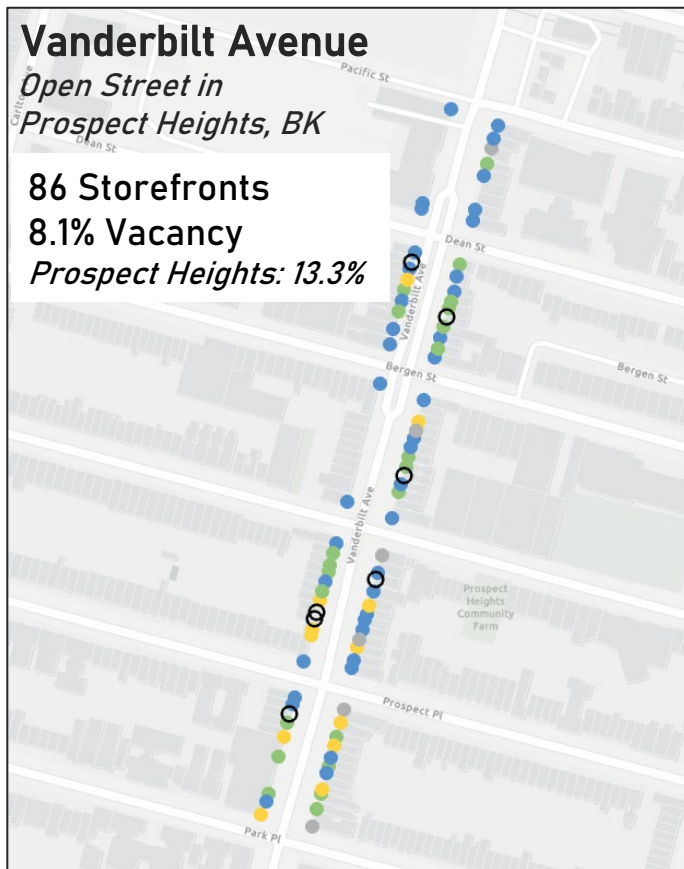 Vanderbilt Avenue
Open Street in
Prospect Heights, BK
86 Storefronts
8.1% Vacancy
Prospect Heights: 13.3%
Pacific St
Dean St
Dean St
Vanderbilt Ave
Bergen St
Bergen St
Vanderbilt Ave
Prospect
Heights
Community
Farm
Prospect Pl
Park Pl